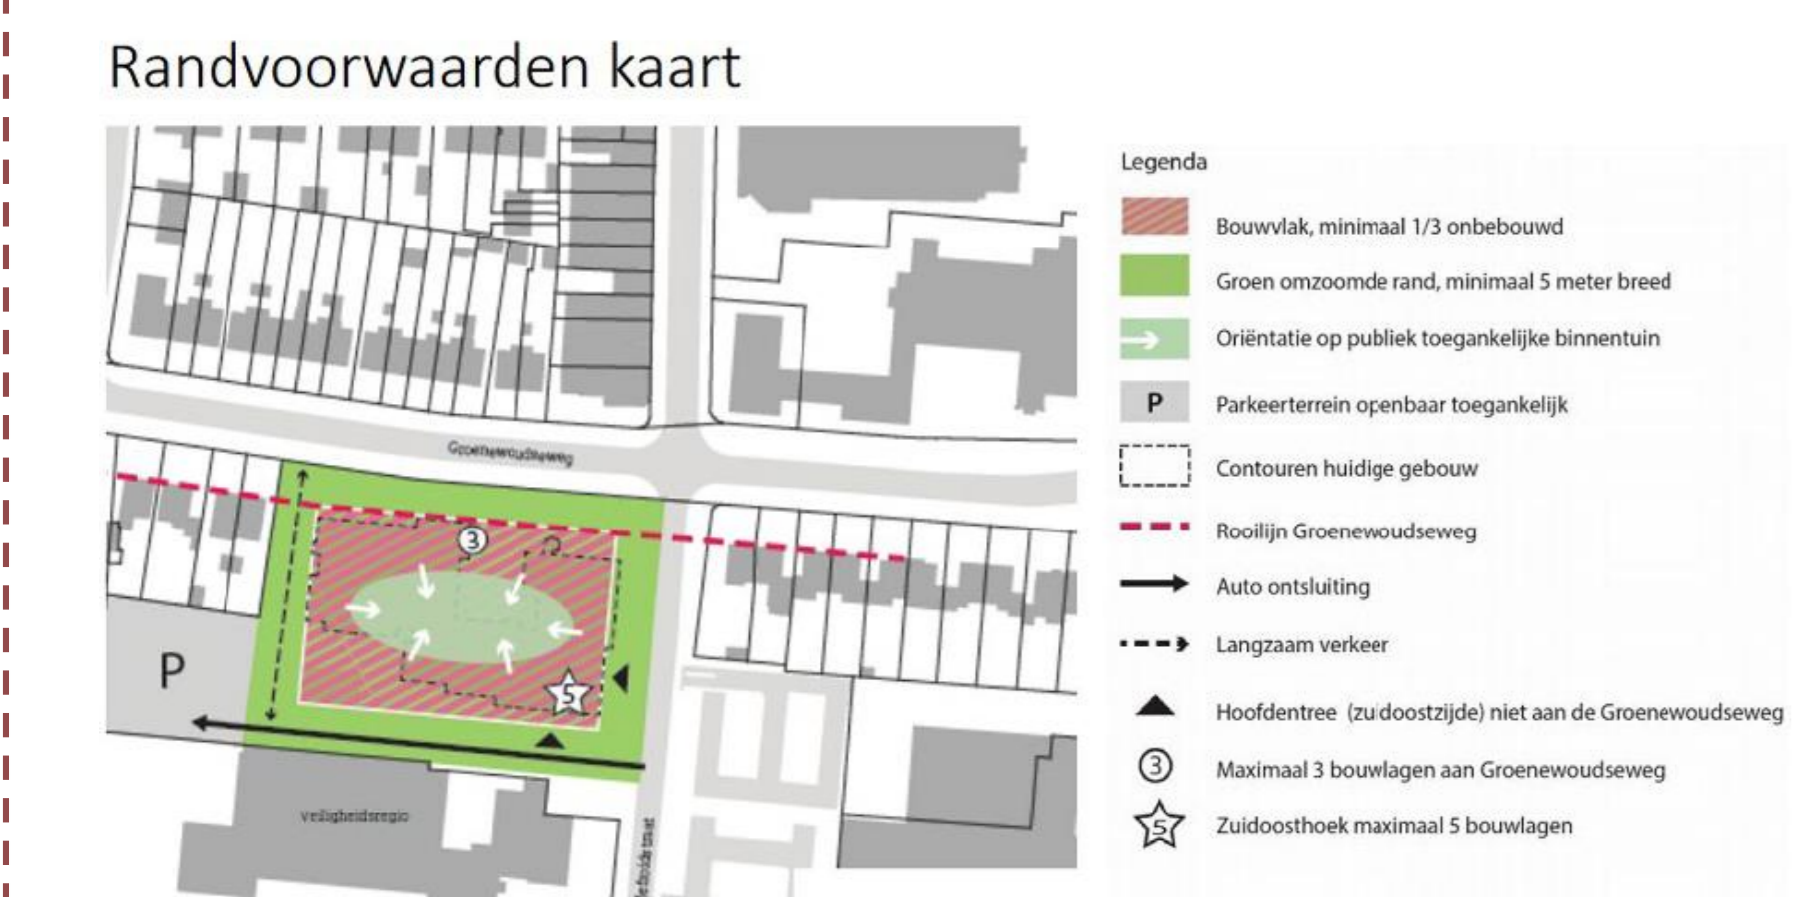 Randvoorwaarden kaart
Legenda
Bouwvlak, minimaal 1/3 onbebouwd
Groen omzoomde rand, minimaal 5 meter breed
Oriëntatie op publiek toegankelijke binnentuin
P
Parkeerterrein openbaar toegankelijk
Contouren huidige gebouw
Rooilijn Groenewoudseweg
Auto ontsluiting
Langzaam verkeer
Hoofdentree (zuidoostzijde) niet aan de Groenewoudseweg
3
Maximaal 3 bouwlagen aan Groenewoudseweg
5
Zuidoosthoek maximaal 5 bouwlagen
Groenewoudseweg
3
P
5
veiligheidsregio